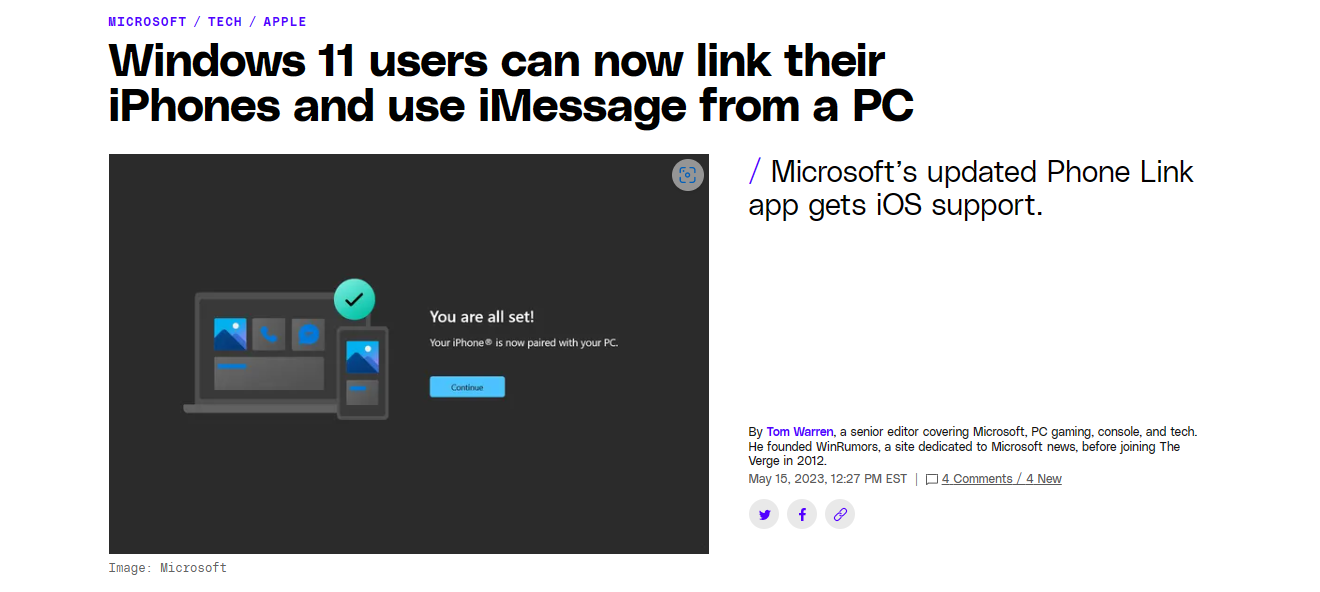 MICROSOFT / TECH / APPLE
Windows 11 users can now link their
iPhones and use iMessage from a PC
You are all set!
Your iPhone® is now paired with your PC.
Continue
Image: Microsoft
/ Microsoft’s updated Phone Link
app gets iOS support.
By Tom Warren, a senior editor covering Microsoft, PC gaming, console, and tech.
He founded WinRumors, a site dedicated to Microsoft news, before joining The
Verge in 2012.
May 15, 2023, 12:27 PM EST | 4 Comments / 4 New